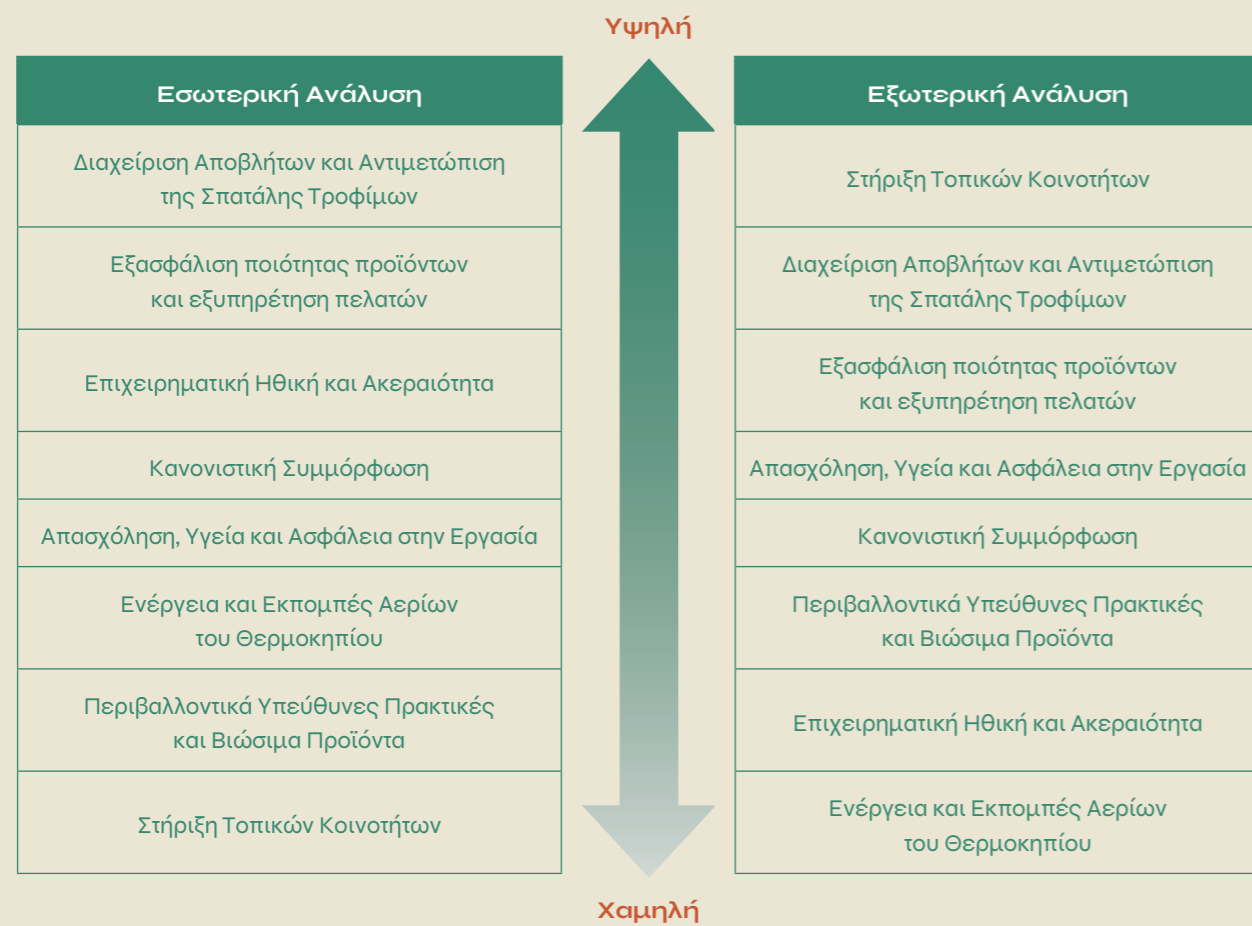 Υψηλή
Εσωτερική Ανάλυση
Διαχείριση Αποβλήτων και Αντιμετώπιση
της Σπατάλης Τροφίμων
Εξασφάλιση ποιότητας προϊόντων
και εξυπηρέτηση πελατών
Επιχειρηματική Ηθική και Ακεραιότητα
Κανονιστική Συμμόρφωση
Απασχόληση, Υγεία και Ασφάλεια στην Εργασία
Ενέργεια και Εκπομπές Αερίων
του Θερμοκηπίου
Περιβαλλοντικά Υπεύθυνες Πρακτικές
και Βιώσιμα Προϊόντα
Στήριξη Τοπικών Κοινοτήτων
Εξωτερική Ανάλυση
Στήριξη Τοπικών Κοινοτήτων
Διαχείριση Αποβλήτων και Αντιμετώπιση
της Σπατάλης Τροφίμων
Εξασφάλιση ποιότητας προϊόντων
και εξυπηρέτηση πελατών
Απασχόληση, Υγεία και Ασφάλεια στην Εργασία
Κανονιστική Συμμόρφωση
Περιβαλλοντικά Υπεύθυνες Πρακτικές
και Βιώσιμα Προϊόντα
Επιχειρηματική Ηθική και Ακεραιότητα
Ενέργεια και Εκπομπές Αερίων
του Θερμοκηπίου
Χαμηλή